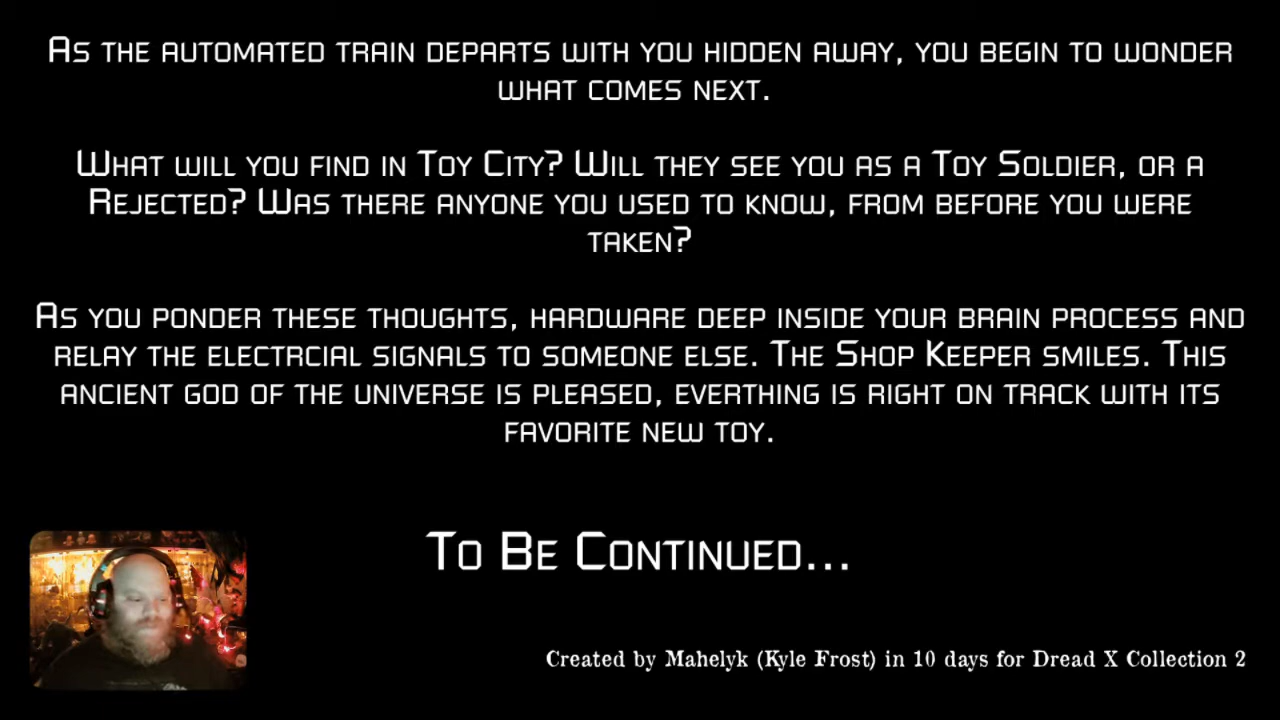 As the automated train departs with you hidden away, you begin to wonder
what comes next.
What will you find in Toy City? Will they see you as a Toy Soldier, or a
Rejected? Was there anyone you used to know, from before you were
taken?
As you ponder these thoughts, hardware deep inside your brain process and
relay the electrcial signals to someone else. The Shop Keeper smiles. This
ancient god of the universe is pleased, everthing is right on track with its
favorite new toy.
To Be Continued...
Created by Mahelyk (Kyle Frost) in 10 days for Dread X Collection 2